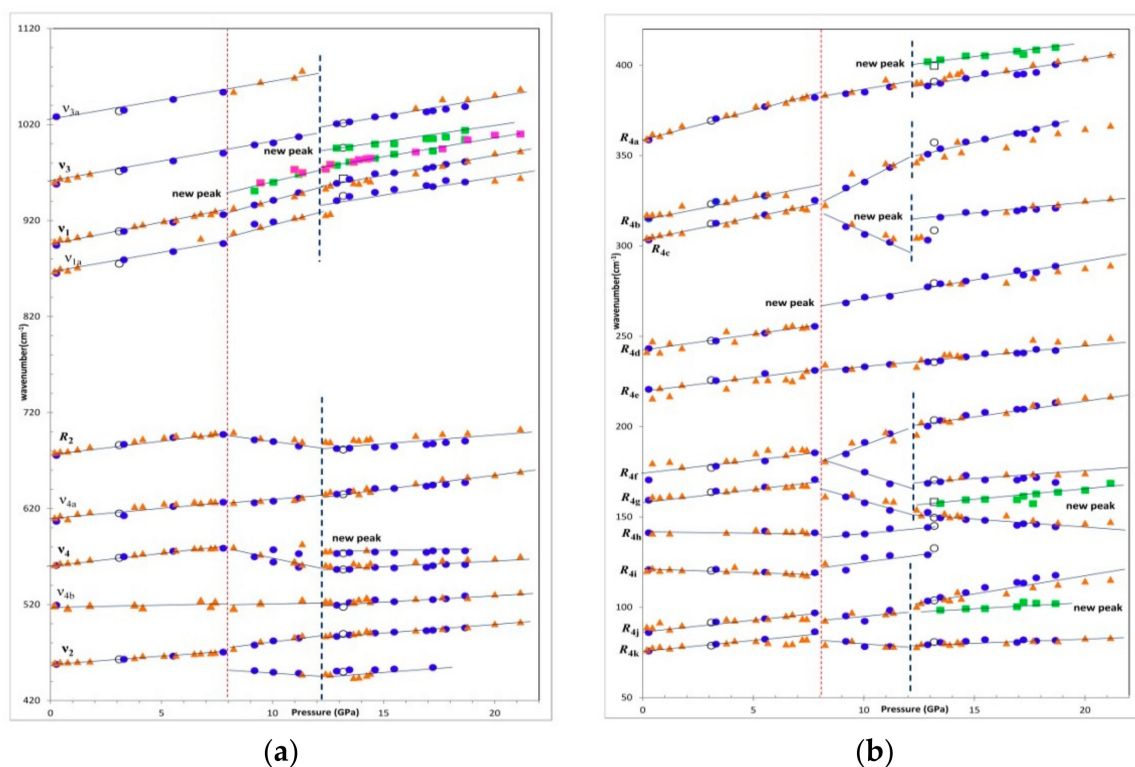 1120
ν3a
1020
ν3
new peak
new peak
920
ν1
ν1a
820
wavenumber(cm-1)
720
R2
ν4a
620
new peak
ν4
ν4b
520
ν2
420
0
5
10
15
20
Pressure (GPa)
(a)
400
new peak
R4a
350
R4b
new peak
300
R4c
new peak
wavenumber(cm-1)
250
R4d
R4e
200
R4f
R4g
new peak
150
R4h
R4i
100
new peak
R4j
R4k
50
0
5
10
15
20
Pressure (GPa)
(b)